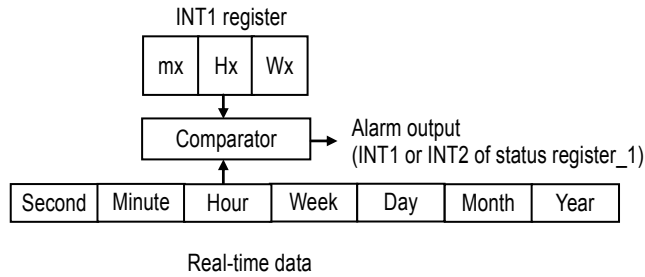 INT1 register
mx Hx Wx
Comparator
Alarm output
(INT1 or INT2 of status register_1)
Second Minute Hour Week Day Month Year
Real-time data